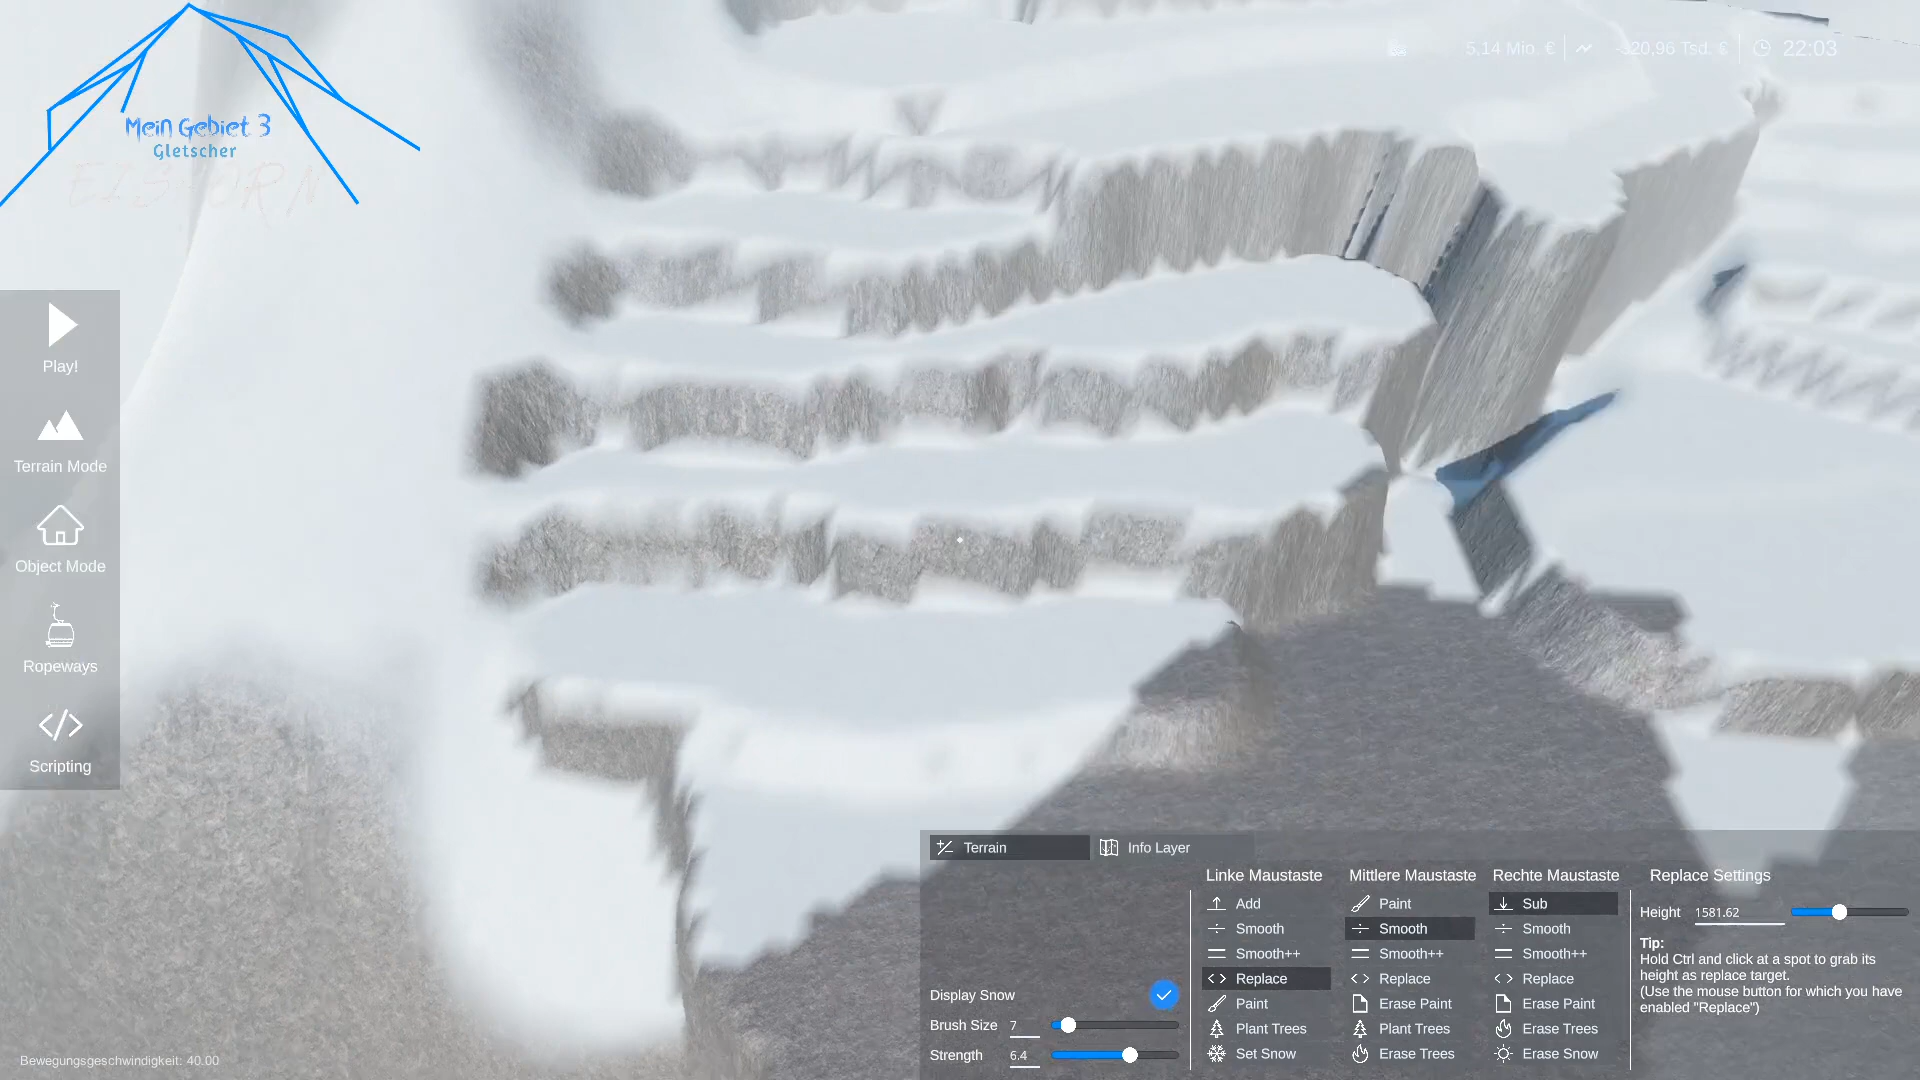 5,14 Mio. €
-320,96 Tsd. €
22:03
Mein Gebiet 3
Gletscher
Play!
Terrain Mode
Object Mode
Ropeways
Scripting
Terrain
Info Layer
Linke Maustaste
Mittlere Maustaste
Rechte Maustaste
Replace Settings
Add
Paint
Sub
Height 1581.62
Smooth
Smooth
Smooth
Smooth++
Smooth++
Smooth++
Replace
Replace
Replace
Paint
Erase Paint
Erase Paint
Plant Trees
Plant Trees
Erase Trees
Set Snow
Erase Trees
Erase Snow
Tip:
Hold Ctrl and click at a spot to grab its
height as replace target.
(Use the mouse button for which you have
enabled "Replace")
Display Snow
Brush Size 7
Strength 6.4
Bewegungsgeschwindigkeit: 40.00